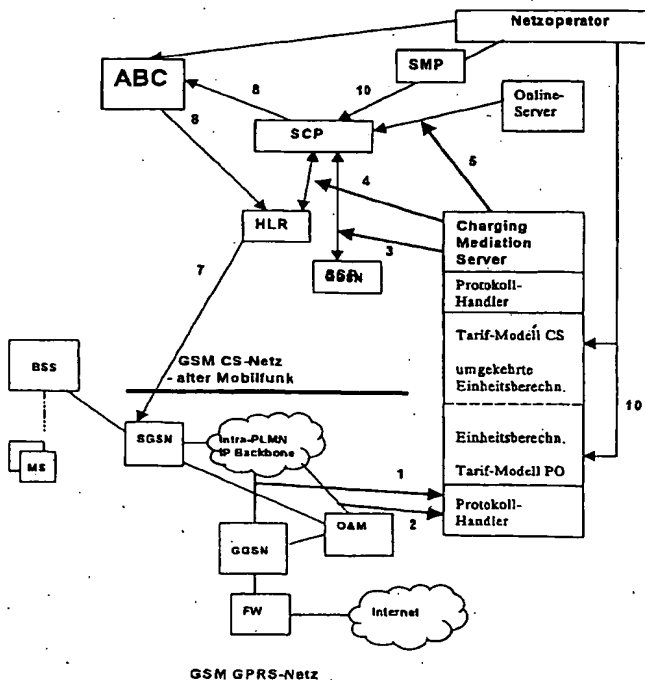 Netzoperator
ABC
SMP
Online-
Server
8
10
SCP
8
5
4
HLR
Charging
Mediation
Server
3
7
Protokoll-
Handler
Tarif-Modell CS
BSS
GSM CS-Netz
- alter Mobilfunk
umgekehrte
Einheitsberechn.
10
SGSN
Intra-PLMN
IP Backbone
Einheitsberechn.
MS
1
Tarif-Modell PO
2
O&M
Protokoll-
Handler
GGSN
FW
Internet
GSM GPRS-Netz